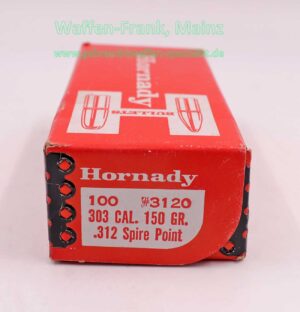 Waffen-Frank, Mainz
Hornady
BULLETS
Hornady
100 #3120
303 CAL. 150 GR.
.312 Spire Point